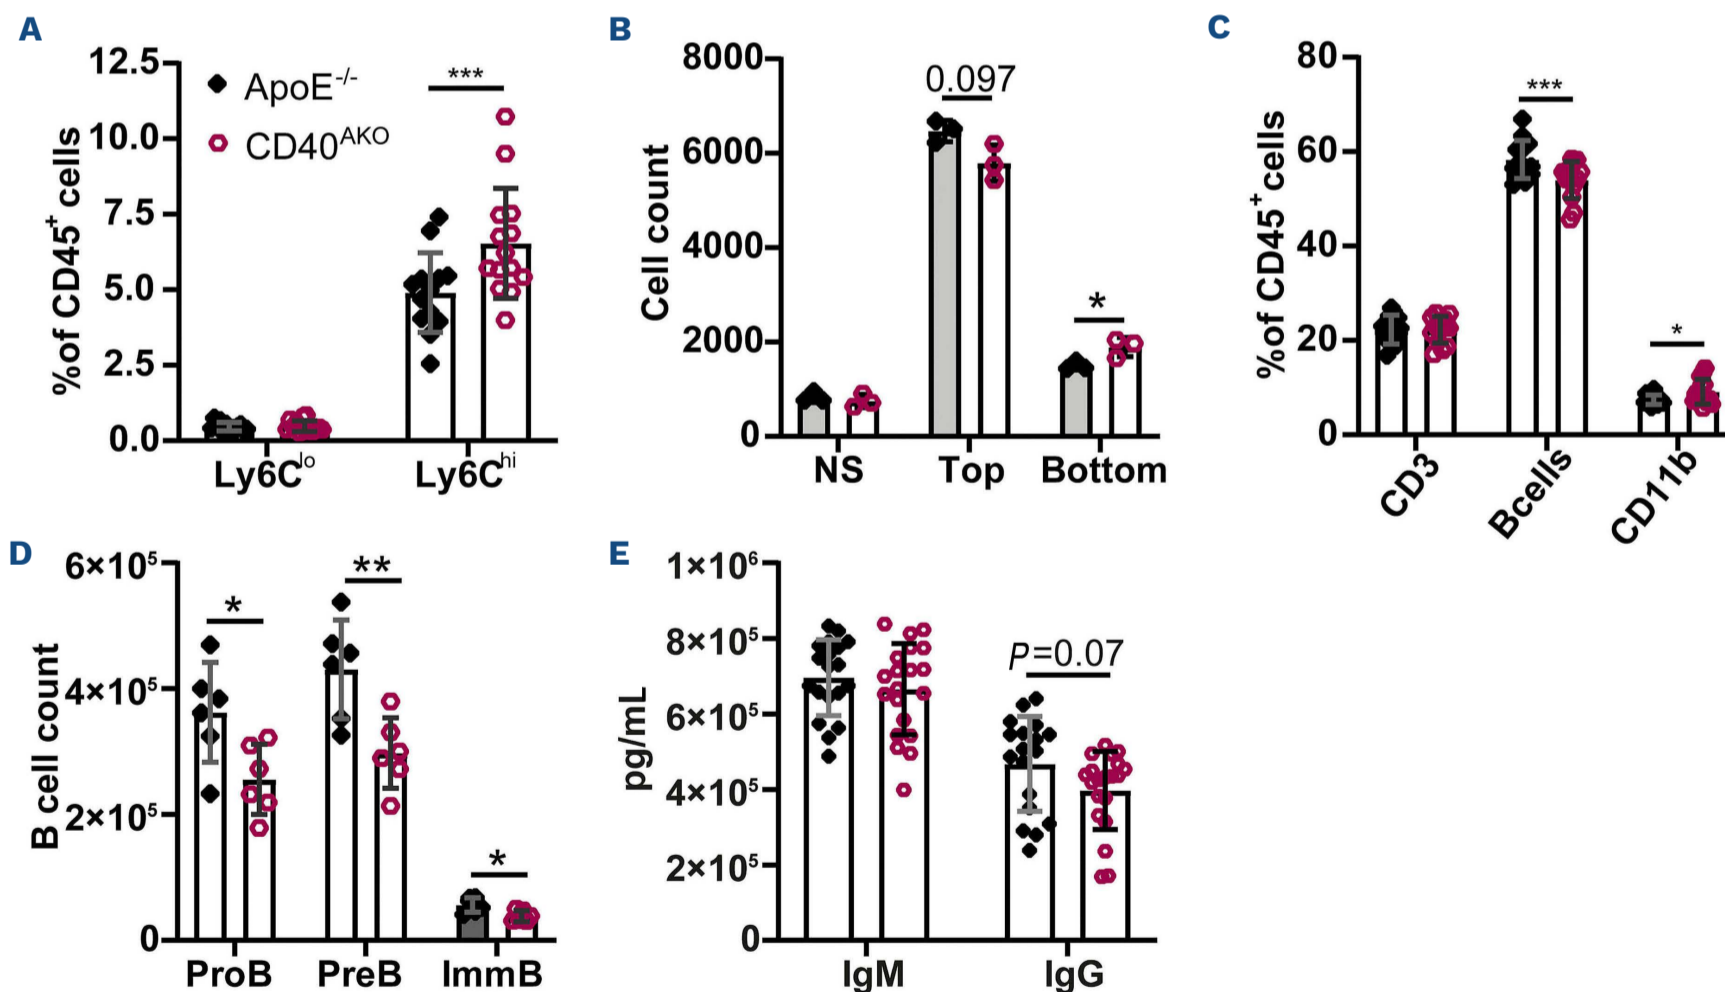 A
%of CD45+ cells
12.5
10.0
7.5
5.0
2.5
0.0
ApoE-/-
CD40AKO
***
Ly6Clo
Ly6Chi
B
Cell count
8000
6000
4000
2000
0
0.097
*
NS
Top
Bottom
C
%of CD45+cells
80
60
40
20
0
***
*
CD3
Bcells
CD11b
D
B cell count
6×10⁵
4×10⁵
2×10⁵
0
*
**
*
ProB
PreB
ImmB
E
pg/mL
1×10⁶
8×10⁵
6×10⁵
4×10⁵
2×10⁵
0
P=0.07
IgM
IgG